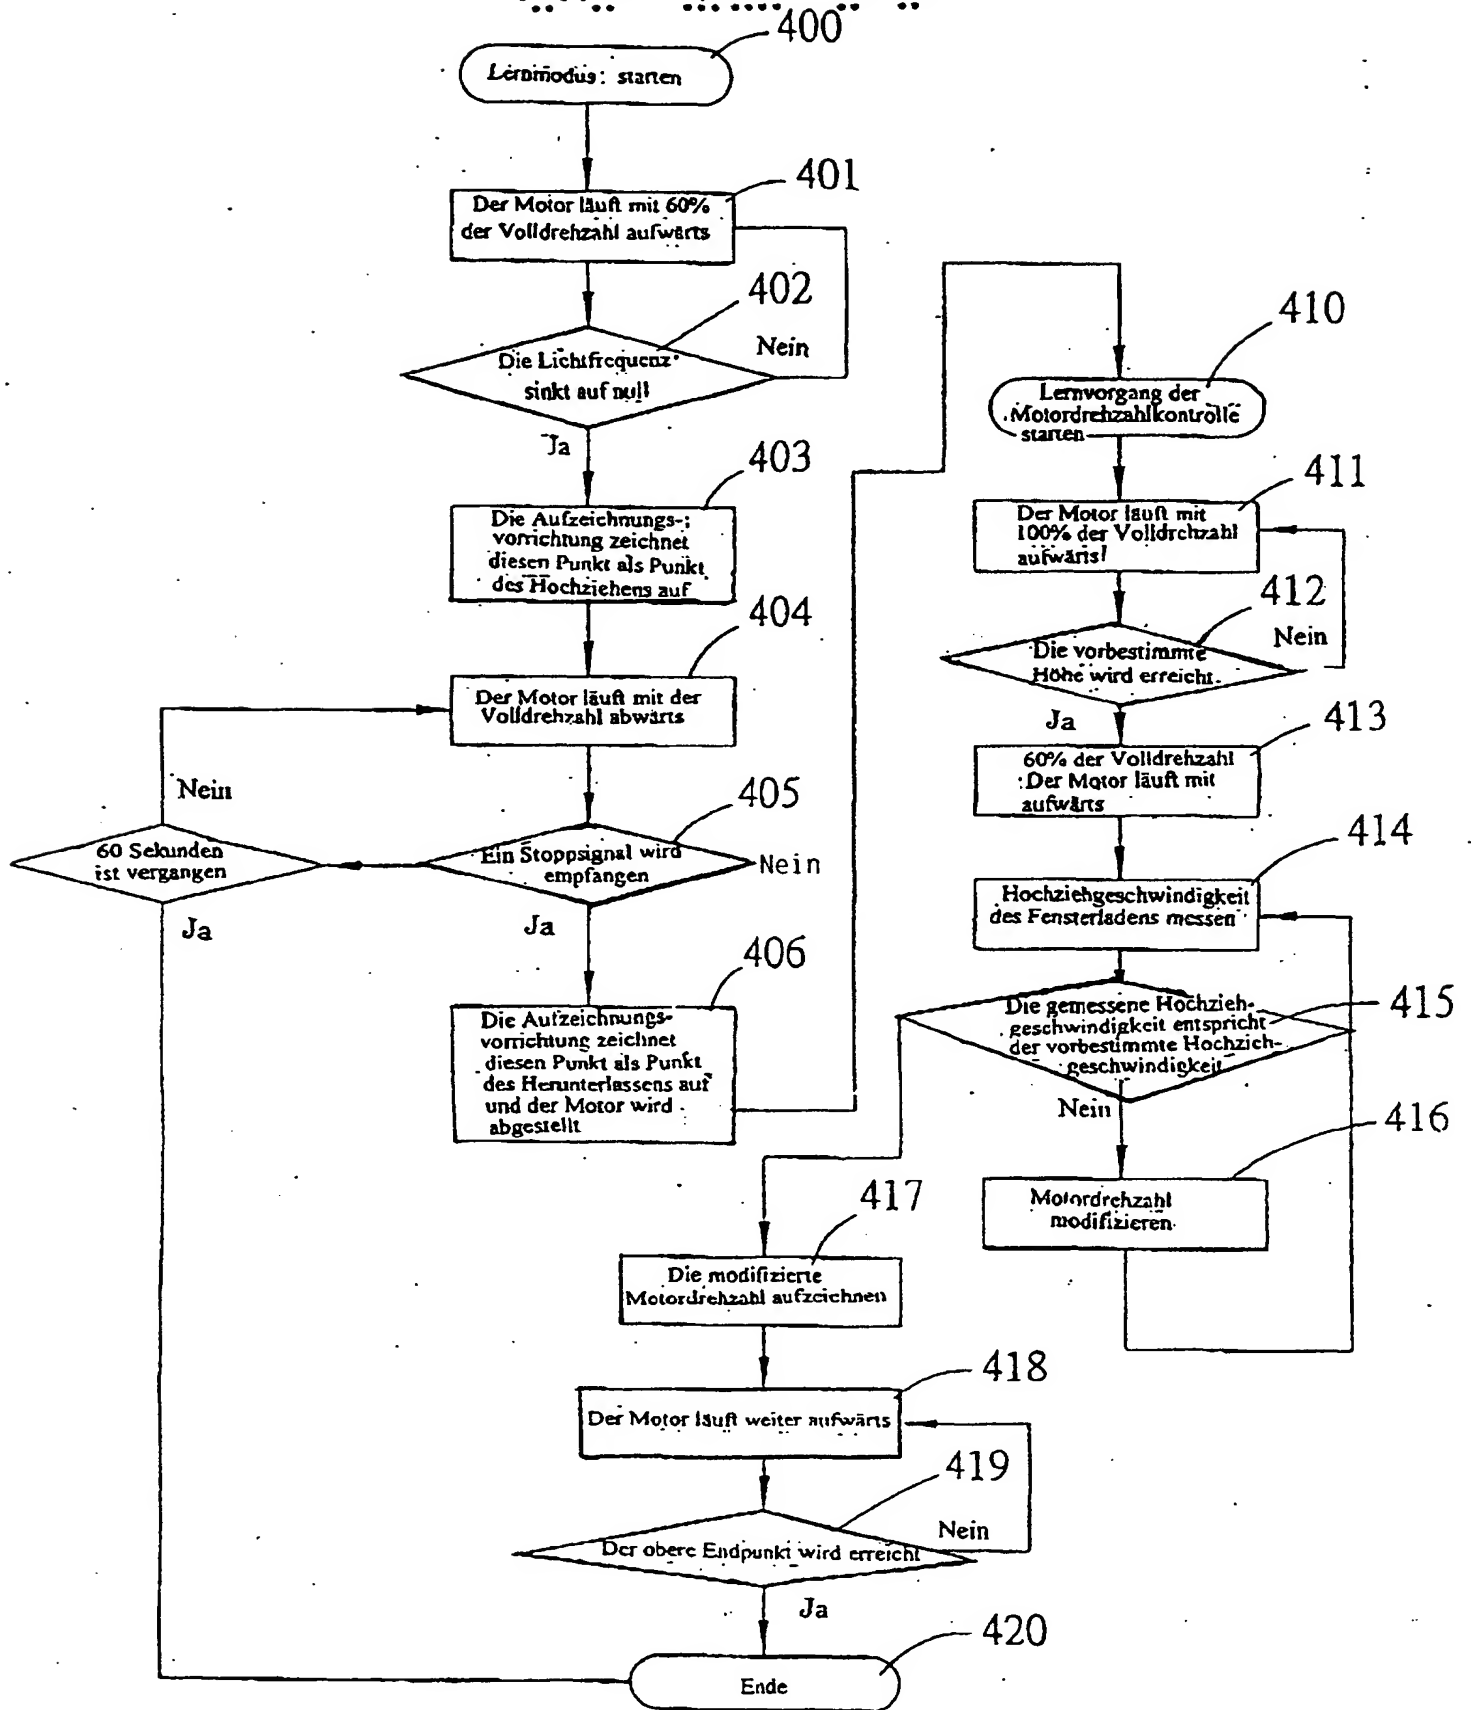 400
Lernmodus: starten
401
Der Motor läuft mit 60%
der Volldrehzahl aufwärts
402
Die Lichtfrequenz
sinkt auf null
Nein
Ja
403
Die Aufzeichnungs-
vorrichtung zeichnet
diesen Punkt als Punkt
des Hochziehens auf
404
Der Motor läuft mit der
Volldrehzahl abwärts
405
Ein Stoppsignal wird
empfangen
Nein
Nein
60 Sekunden
ist vergangen
Ja
Ja
406
Die Aufzeichnungs-
vorrichtung zeichnet
diesen Punkt als Punkt
des Herunterlassens auf
und der Motor wird
abgestellt
410
Lernvorgang der
Motordrehzahlkontrolle
starten
411
Der Motor läuft mit
100% der Volldrehzahl
aufwärts
412
Die vorbestimmte
Höhe wird erreicht
Nein
Ja
413
60% der Volldrehzahl
Der Motor läuft mit
aufwärts
414
Hochziehgeschwindigkeit
des Fensterladens messen
415
Die gemessene Hochzieh-
geschwindigkeit entspricht
der vorbestimmte Hochzieh-
geschwindigkeit
Nein
416
Motordrehzahl
modifizieren
417
Die modifizierte
Motordrehzahl aufzeichnen
418
Der Motor läuft weiter aufwärts
419
Der obere Endpunkt wird erreicht
Nein
Ja
420
Ende